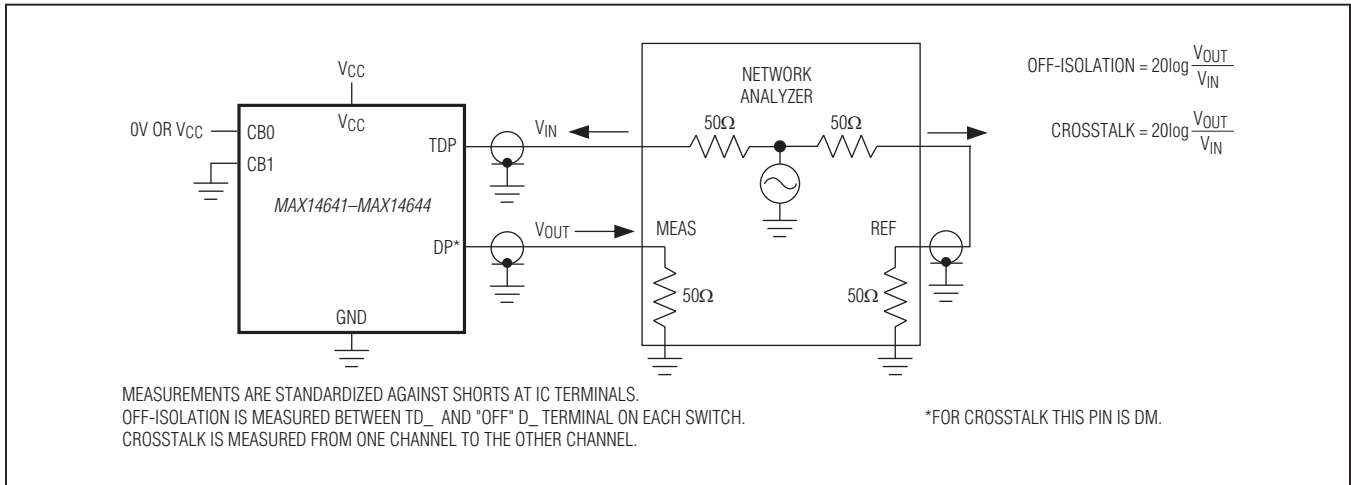 VCC
0V OR VCC
CB0
VCC
CB1
TDP
MAX14641–MAX14644
DP*
GND
VIN
VOUT
NETWORK
ANALYZER
50Ω
50Ω
MEAS
REF
50Ω
50Ω
OFF-ISOLATION = 20log VOUT
VIN
CROSSTALK = 20log VOUT
VIN
MEASUREMENTS ARE STANDARDIZED AGAINST SHORTS AT IC TERMINALS.
OFF-ISOLATION IS MEASURED BETWEEN TD_ AND "OFF" D_ TERMINAL ON EACH SWITCH.
CROSSTALK IS MEASURED FROM ONE CHANNEL TO THE OTHER CHANNEL.
*FOR CROSSTALK THIS PIN IS DM.